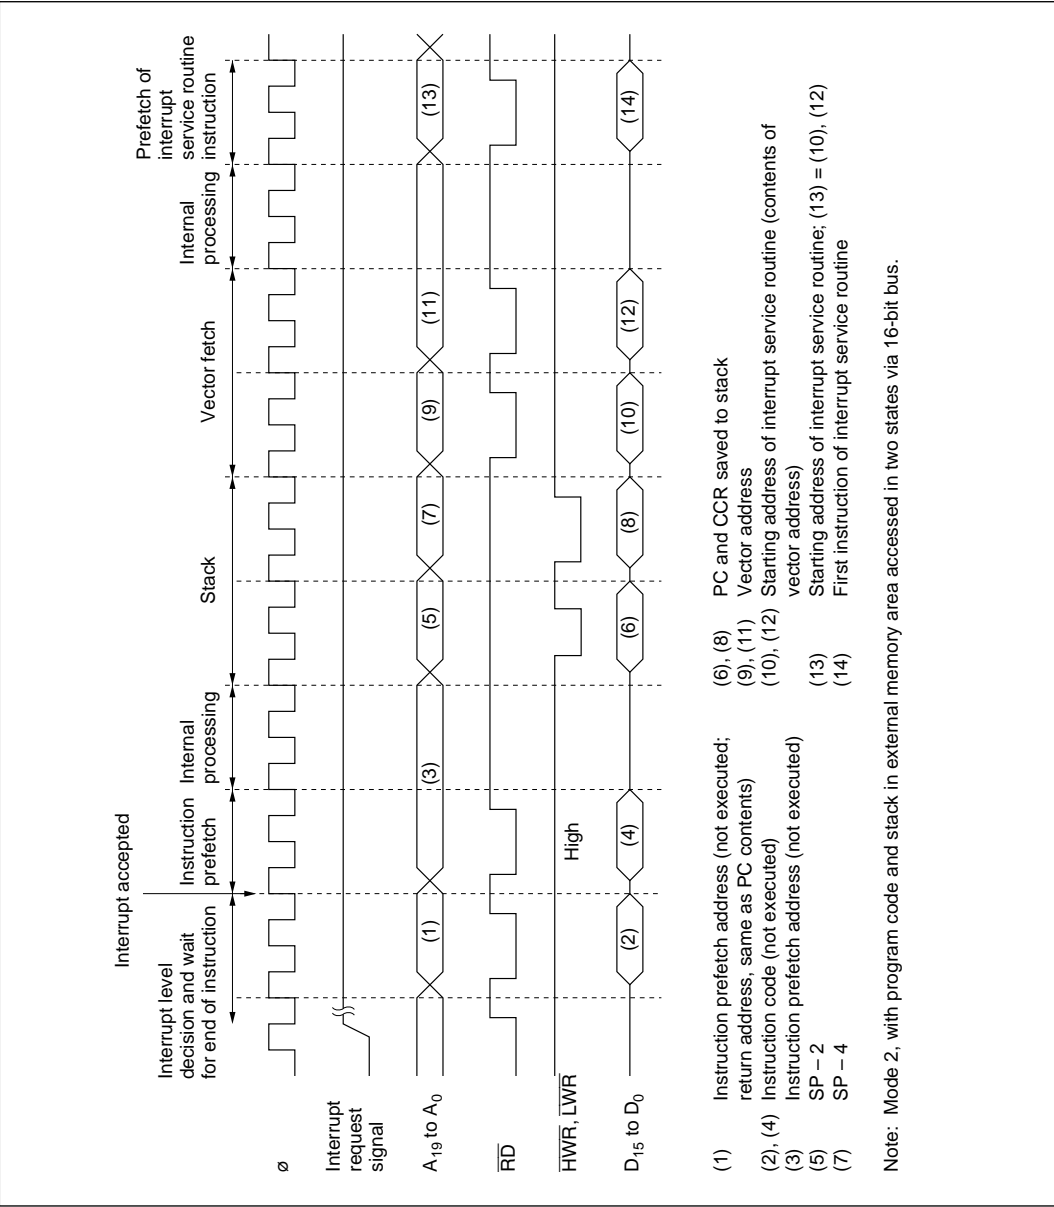 Interrupt accepted
Interrupt level
decision and wait
for end of instruction
Instruction
prefetch
Internal
processing
Stack
Vector fetch
Internal
processing
Prefetch of
interrupt
service routine
instruction
ø
Interrupt
request
signal
A19 to A0
(1)
(3)
(5)
(7)
(9)
(11)
(13)
RD
HWR, LWR
High
D15 to D0
(2)
(4)
(6)
(8)
(10)
(12)
(14)
(1) Instruction prefetch address (not executed;
return address, same as PC contents)
(2), (4) Instruction code (not executed)
(3) Instruction prefetch address (not executed)
(5) SP – 2
(7) SP – 4
(6), (8) PC and CCR saved to stack
(9), (11) Vector address
(10), (12) Starting address of interrupt service routine (contents of
vector address)
(13) Starting address of interrupt service routine; (13) = (10), (12)
(14) First instruction of interrupt service routine
Note: Mode 2, with program code and stack in external memory area accessed in two states via 16-bit bus.